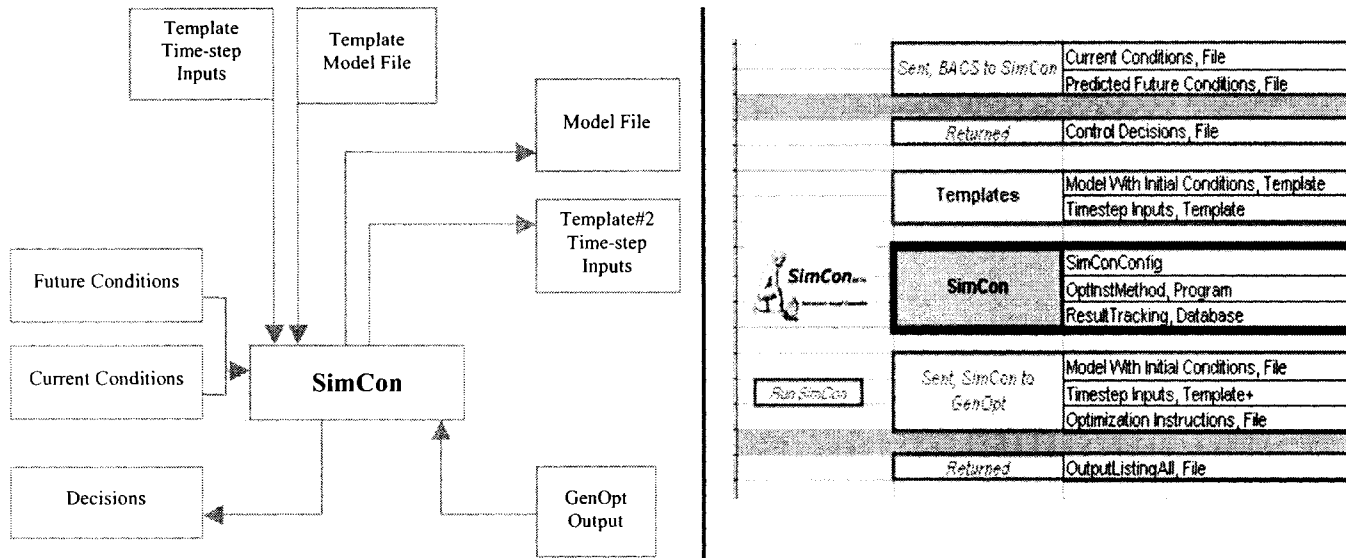 Template
Time-step
Inputs
Template
Model File
Model File
Template#2
Time-step
Inputs
Future Conditions
Current Conditions
SimCon
Decisions
GenOpt
Output
Sent, BACS to SimCon
Current Conditions, File
Predicted Future Conditions, File
Returned
Control Decisions, File
Templates
Model With Initial Conditions, Template
Timestep Inputs, Template
SimCon
SimCon
SimConConfig
OptInstMethod, Program
ResultTracking, Database
Run SimCon
Sent, SimCon to
GenOpt
Model With Initial Conditions, File
Timestep Inputs, Template+
Optimization Instructions, File
Returned
OutputListingAll, File